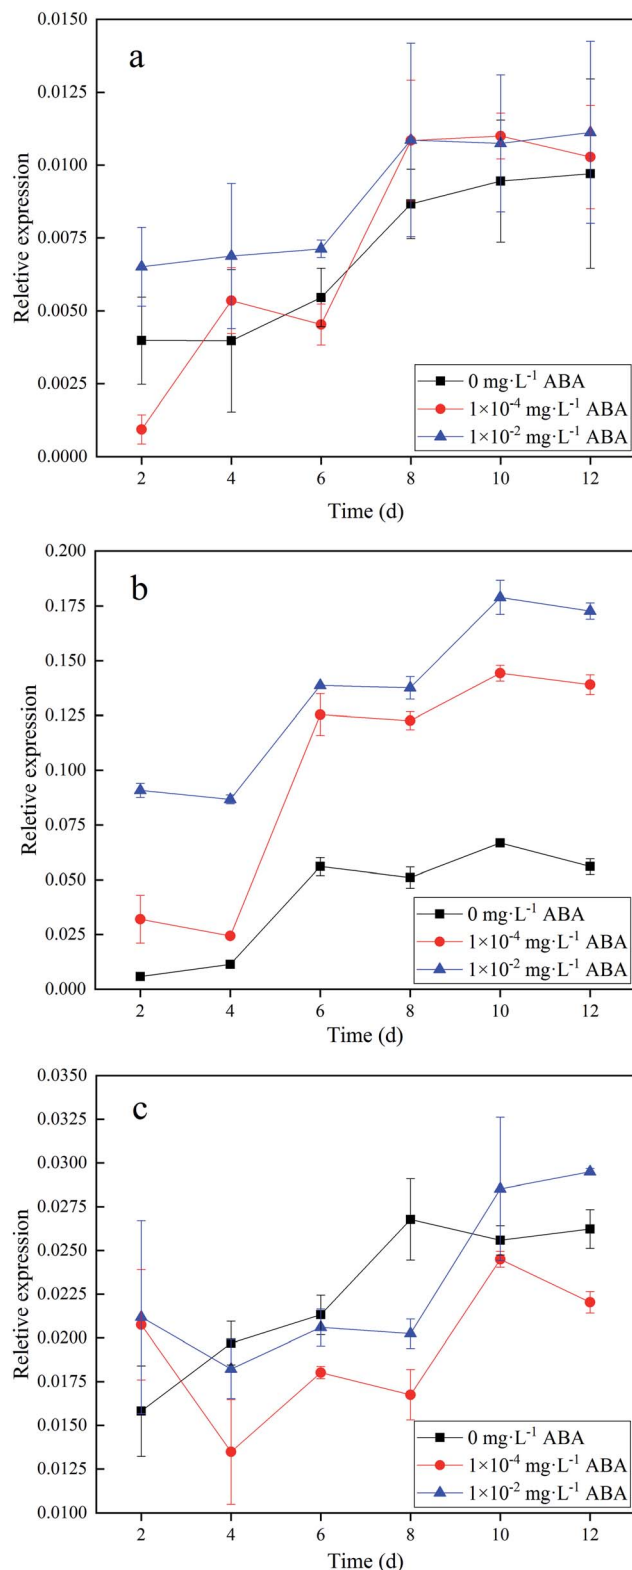 a
0.0150
0.0125
0.0100
0.0075
0.0050
0.0025
0.0000
Reletive expression
2 4 6 8 10 12
Time (d)
0 mg·L⁻¹ ABA
1×10⁻⁴ mg·L⁻¹ ABA
1×10⁻² mg·L⁻¹ ABA
b
0.200
0.175
0.150
0.125
0.100
0.075
0.050
0.025
0.000
Reletive expression
2 4 6 8 10 12
Time (d)
0 mg·L⁻¹ ABA
1×10⁻⁴ mg·L⁻¹ ABA
1×10⁻² mg·L⁻¹ ABA
c
0.0350
0.0325
0.0300
0.0275
0.0250
0.0225
0.0200
0.0175
0.0150
0.0125
0.0100
Reletive expression
2 4 6 8 10 12
Time (d)
0 mg·L⁻¹ ABA
1×10⁻⁴ mg·L⁻¹ ABA
1×10⁻² mg·L⁻¹ ABA